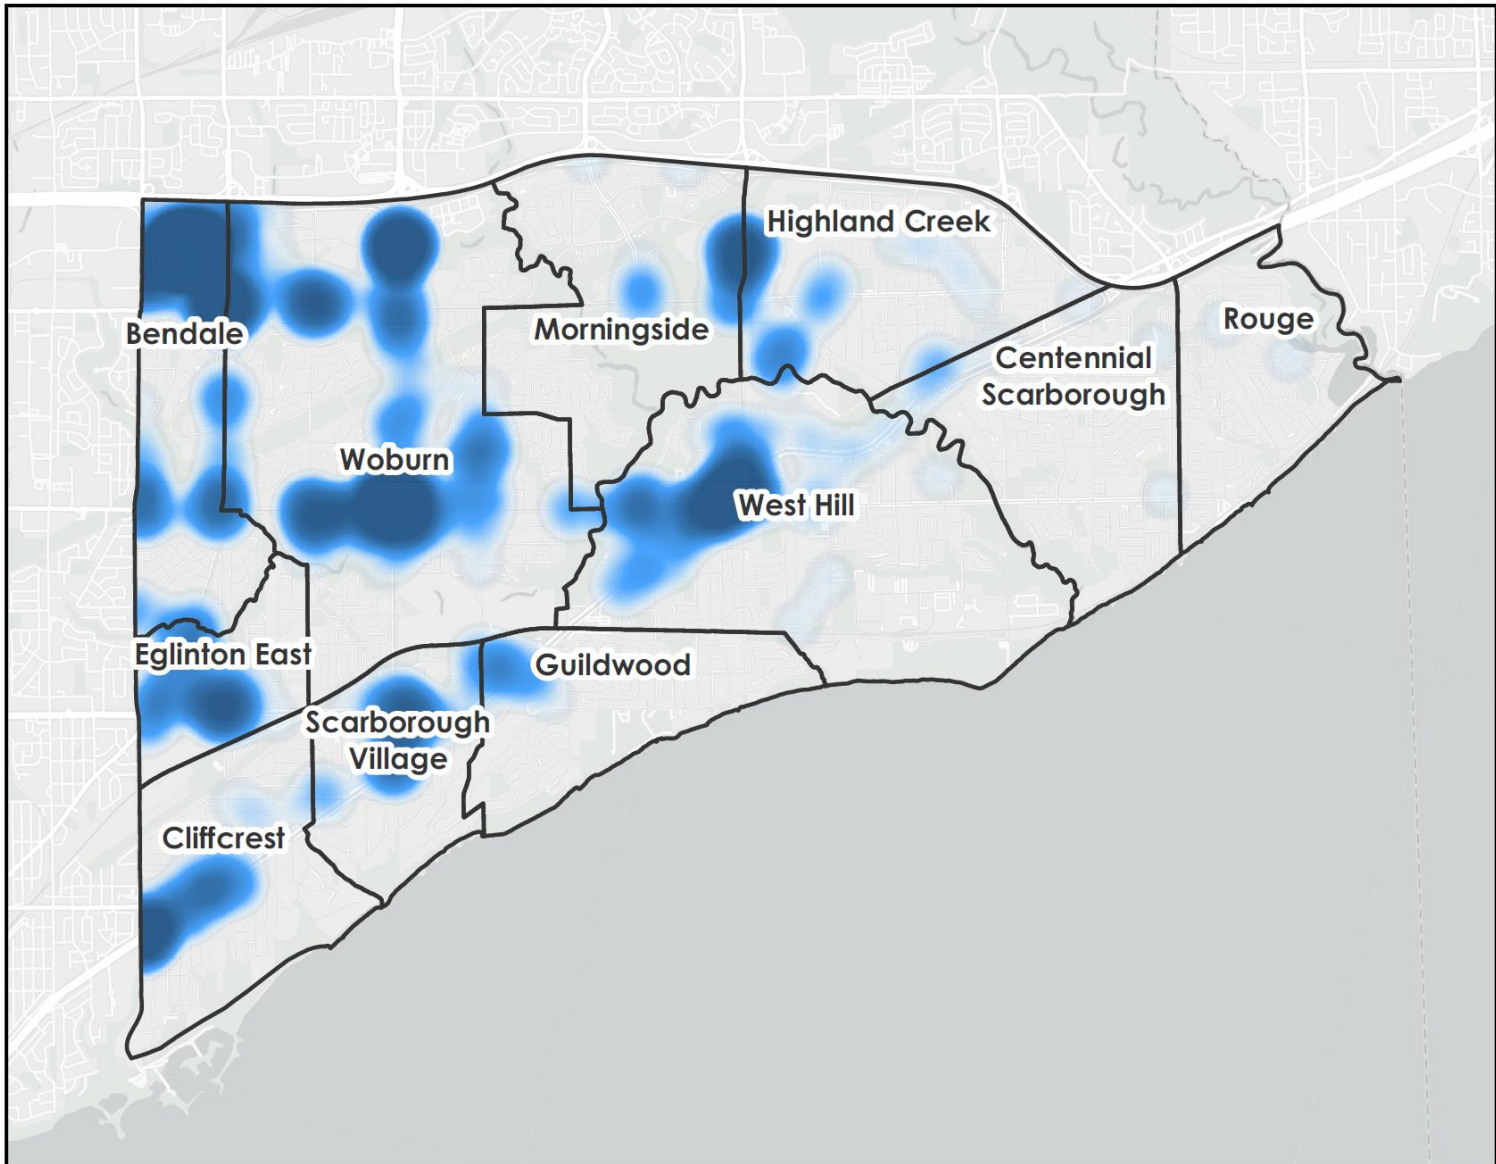 Highland Creek
Rouge
Bendale
Morningside
Centennial
Scarborough
Woburn
West Hill
Eglinton East
Guildwood
Scarborough
Village
Cliffcrest